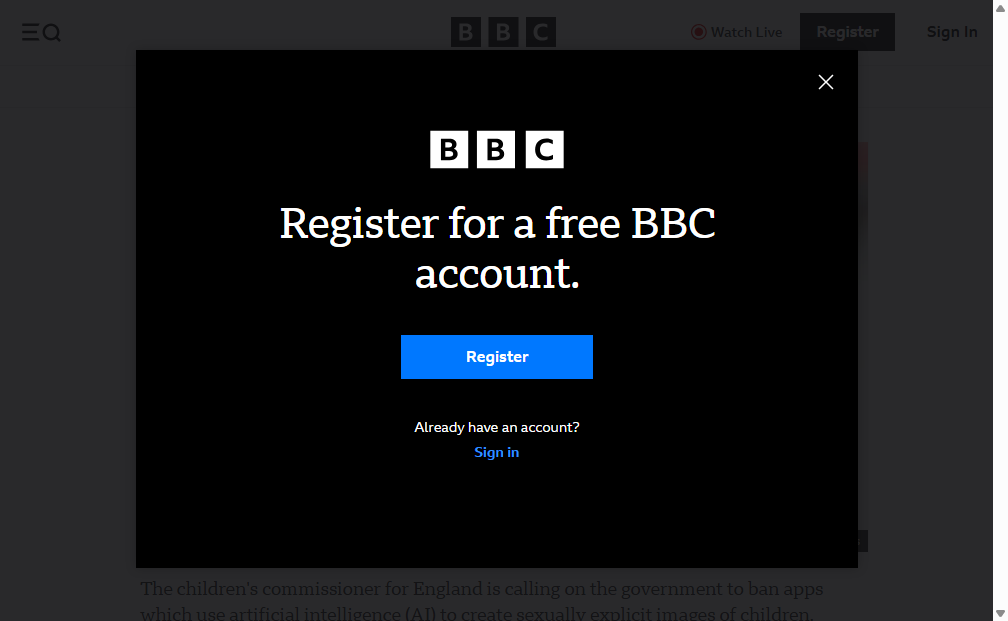 BBC
Watch Live
Register
Sign In
BBC
Register for a free BBC
account.
Register
Already have an account?
Sign in
The children's commissioner for England is calling on the government to ban apps
which use artificial intelligence (AI) to create sexually explicit images of children.